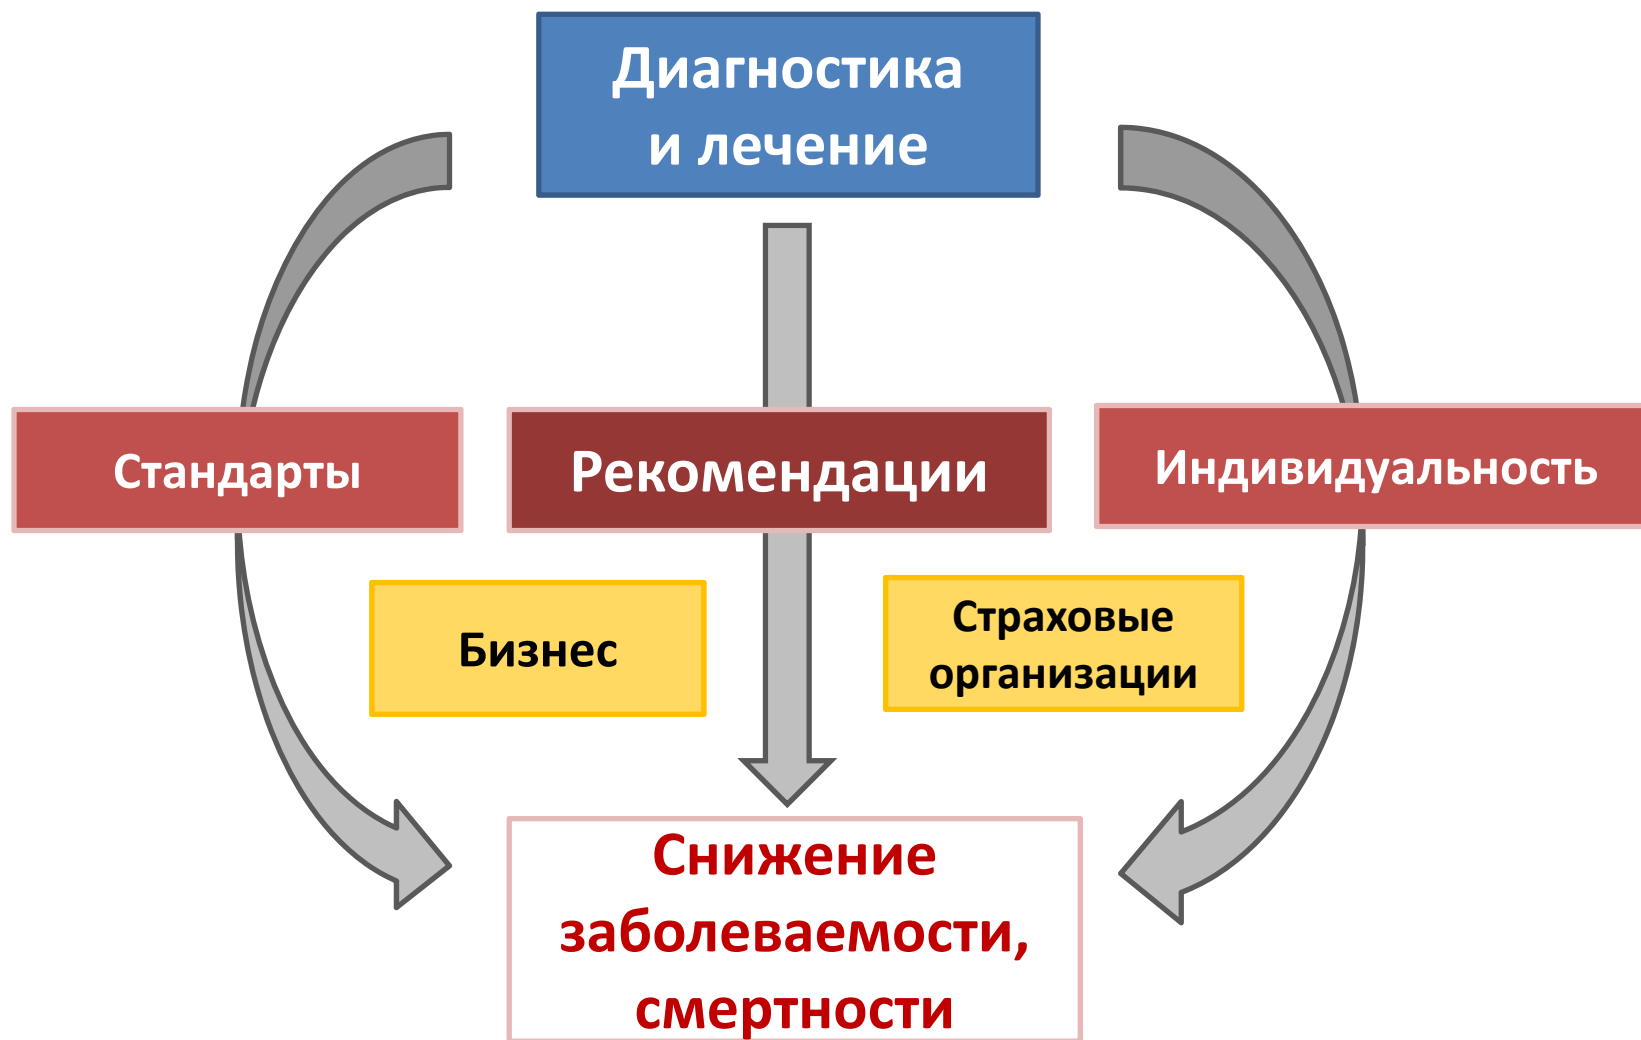 Диагностика
и лечение
Стандарты
Рекомендации
Индивидуальность
Бизнес
Страховые
организации
Снижение
заболеваемости,
смертности